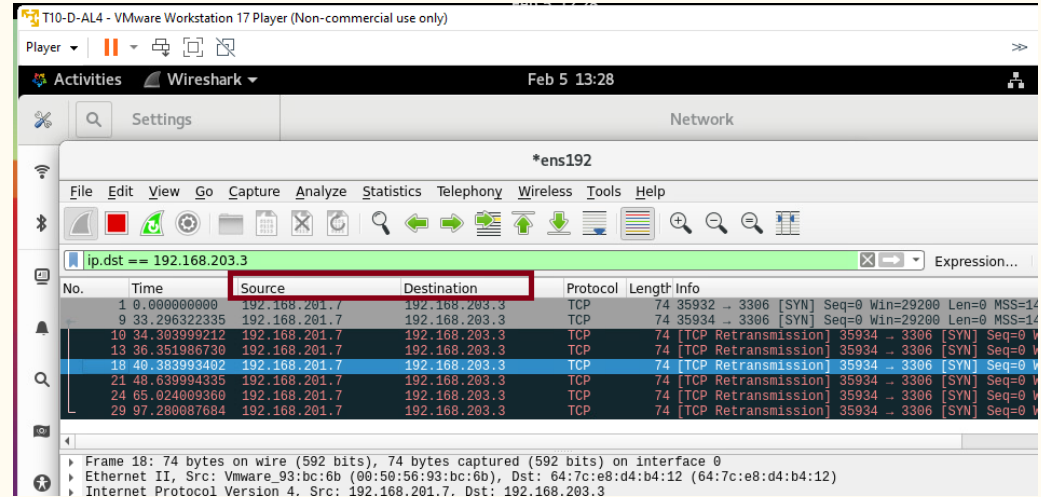 T10-D-AL4 - VMware Workstation 17 Player (Non-commercial use only)
Player
Activities Wireshark Feb 5 13:28
Settings Network
*ens192
File Edit View Go Capture Analyze Statistics Telephony Wireless Tools Help
ip.dst == 192.168.203.3 Expression...
No. Time Source Destination Protocol Length Info
1 0.000000000 192.168.201.7 192.168.203.3 TCP 74 35932 → 3306 [SYN] Seq=0 Win=29200 Len=0 MSS=14
9 33.296322335 192.168.201.7 192.168.203.3 TCP 74 35934 → 3306 [SYN] Seq=0 Win=29200 Len=0 MSS=14
10 34.303999212 192.168.201.7 192.168.203.3 TCP 74 [TCP Retransmission] 35934 → 3306 [SYN] Seq=0 W
13 36.351986730 192.168.201.7 192.168.203.3 TCP 74 [TCP Retransmission] 35934 → 3306 [SYN] Seq=0 W
18 40.383993402 192.168.201.7 192.168.203.3 TCP 74 [TCP Retransmission] 35934 → 3306 [SYN] Seq=0 W
21 48.639994335 192.168.201.7 192.168.203.3 TCP 74 [TCP Retransmission] 35934 → 3306 [SYN] Seq=0 W
24 65.024009360 192.168.201.7 192.168.203.3 TCP 74 [TCP Retransmission] 35934 → 3306 [SYN] Seq=0 W
29 97.280087684 192.168.201.7 192.168.203.3 TCP 74 [TCP Retransmission] 35934 → 3306 [SYN] Seq=0 W
Frame 18: 74 bytes on wire (592 bits), 74 bytes captured (592 bits) on interface 0
Ethernet II, Src: Vmware_93:bc:6b (00:50:56:93:bc:6b), Dst: 64:7c:e8:d4:b4:12 (64:7c:e8:d4:b4:12)
Internet Protocol Version 4, Src: 192.168.201.7, Dst: 192.168.203.3